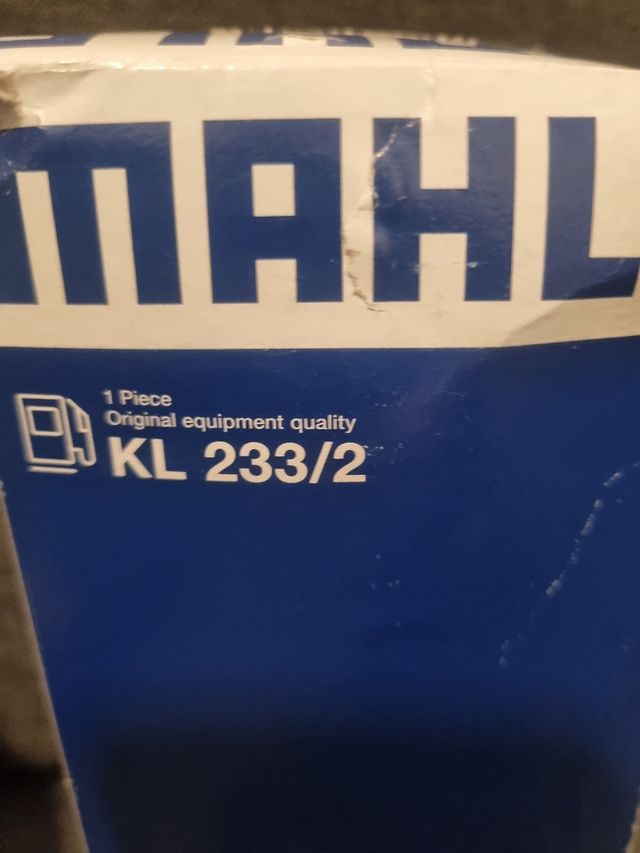 MAHL
1 Piece
Original equipment quality
KL 233/2